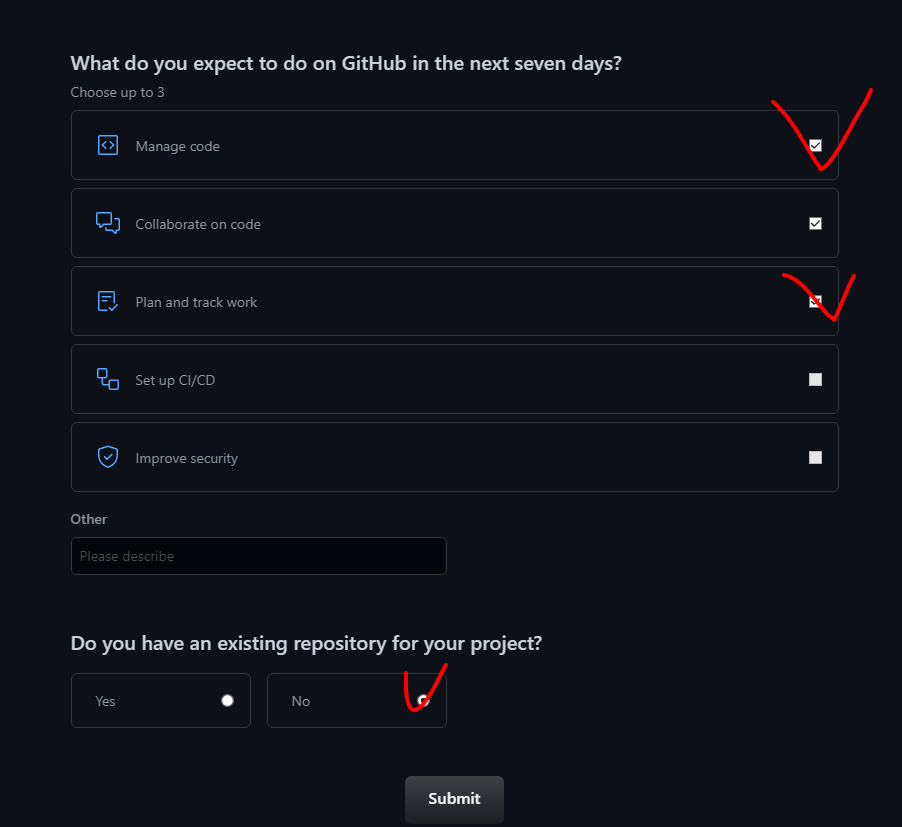 What do you expect to do on GitHub in the next seven days?
Choose up to 3
Manage code
Collaborate on code
Plan and track work
Set up CI/CD
Improve security
Other
Please describe
Do you have an existing repository for your project?
Yes No
Submit